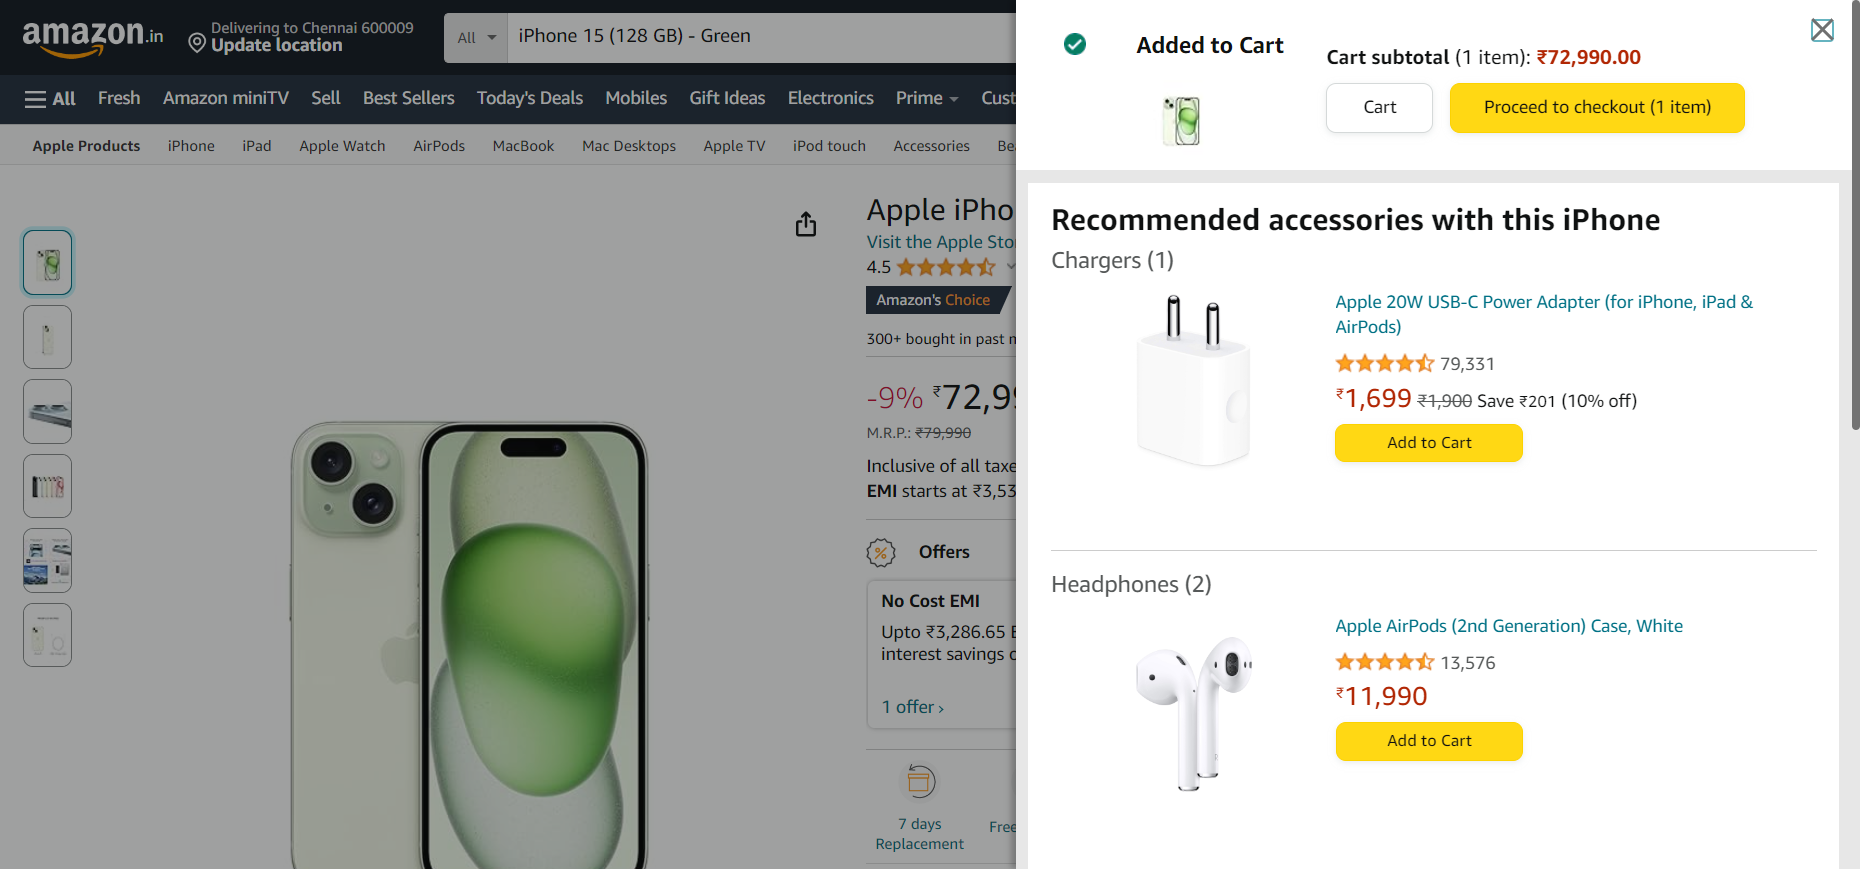 amazon.in
Delivering to Chennai 600009
Update location
All
iPhone 15 (128 GB) - Green
All
Fresh
Amazon miniTV
Sell
Best Sellers
Today's Deals
Mobiles
Gift Ideas
Electronics
Prime
Cust
Apple Products
iPhone
iPad
Apple Watch
AirPods
MacBook
Mac Desktops
Apple TV
iPod touch
Accessories
Be
Apple iPho
Visit the Apple Sto
4.5
Amazon's Choice
300+ bought in past m
-9% ₹72,99
M.R.P.: ₹79,990
Inclusive of all taxe
EMI starts at ₹3,53
Offers
No Cost EMI
Upto ₹3,286.65 E
interest savings o
1 offer ›
7 days
Replacement
Free
Added to Cart
Cart subtotal (1 item): ₹72,990.00
Cart
Proceed to checkout (1 item)
Recommended accessories with this iPhone
Chargers (1)
Apple 20W USB-C Power Adapter (for iPhone, iPad &
AirPods)
79,331
₹1,699 ₹1,900 Save ₹201 (10% off)
Add to Cart
Headphones (2)
Apple AirPods (2nd Generation) Case, White
13,576
₹11,990
Add to Cart